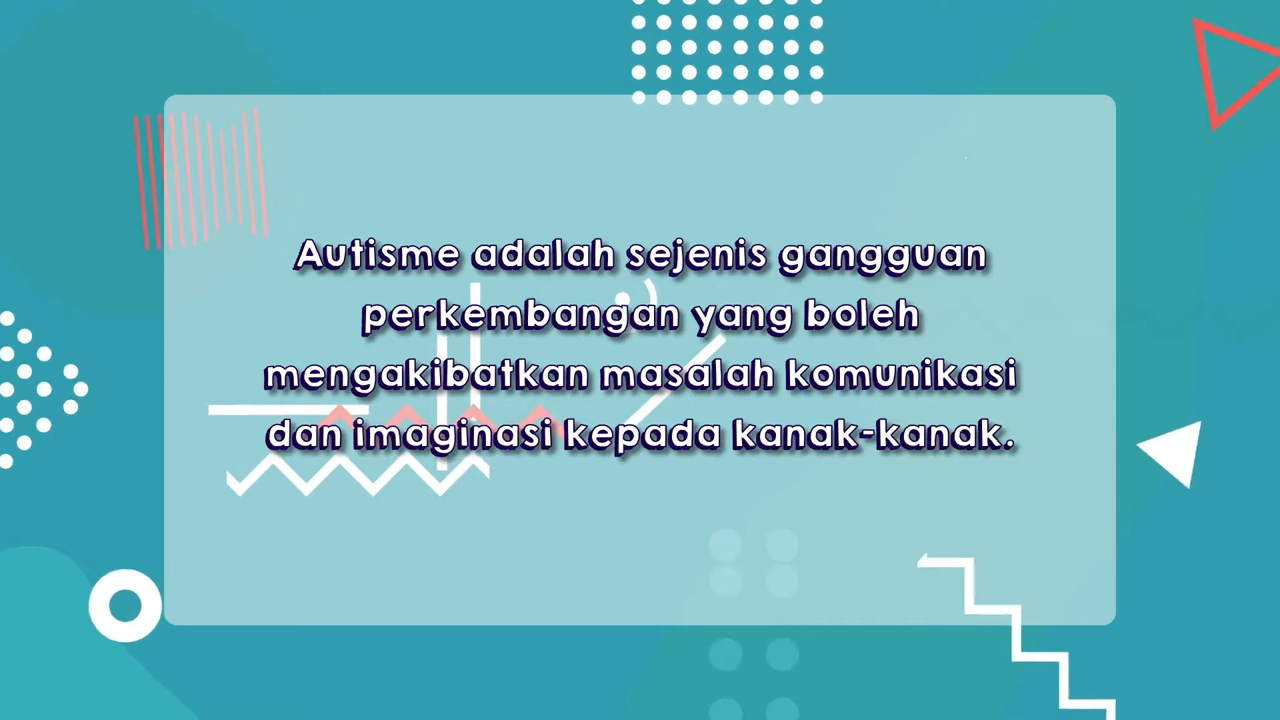 Autisme adalah sejenis gangguan
perkembangan yang boleh
mengakibatkan masalah komunikasi
dan imaginasi kepada kanak-kanak.